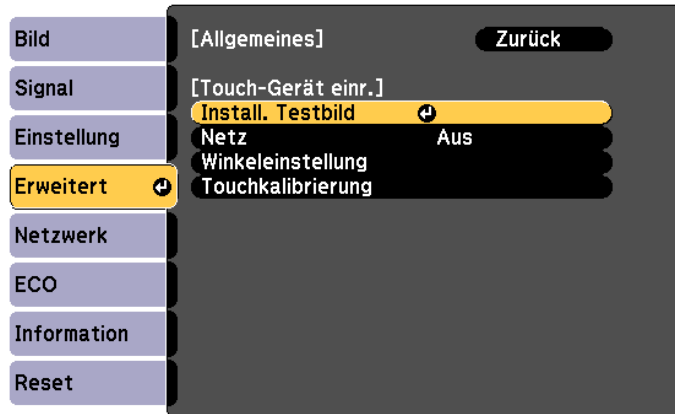 Bild
Signal
Einstellung
Erweitert
Netzwerk
ECO
Information
Reset
[Allgemeines] Zurück
[Touch-Gerät einr.]
Install. Testbild
Netz Aus
Winkeleinstellung
Touchkalibrierung